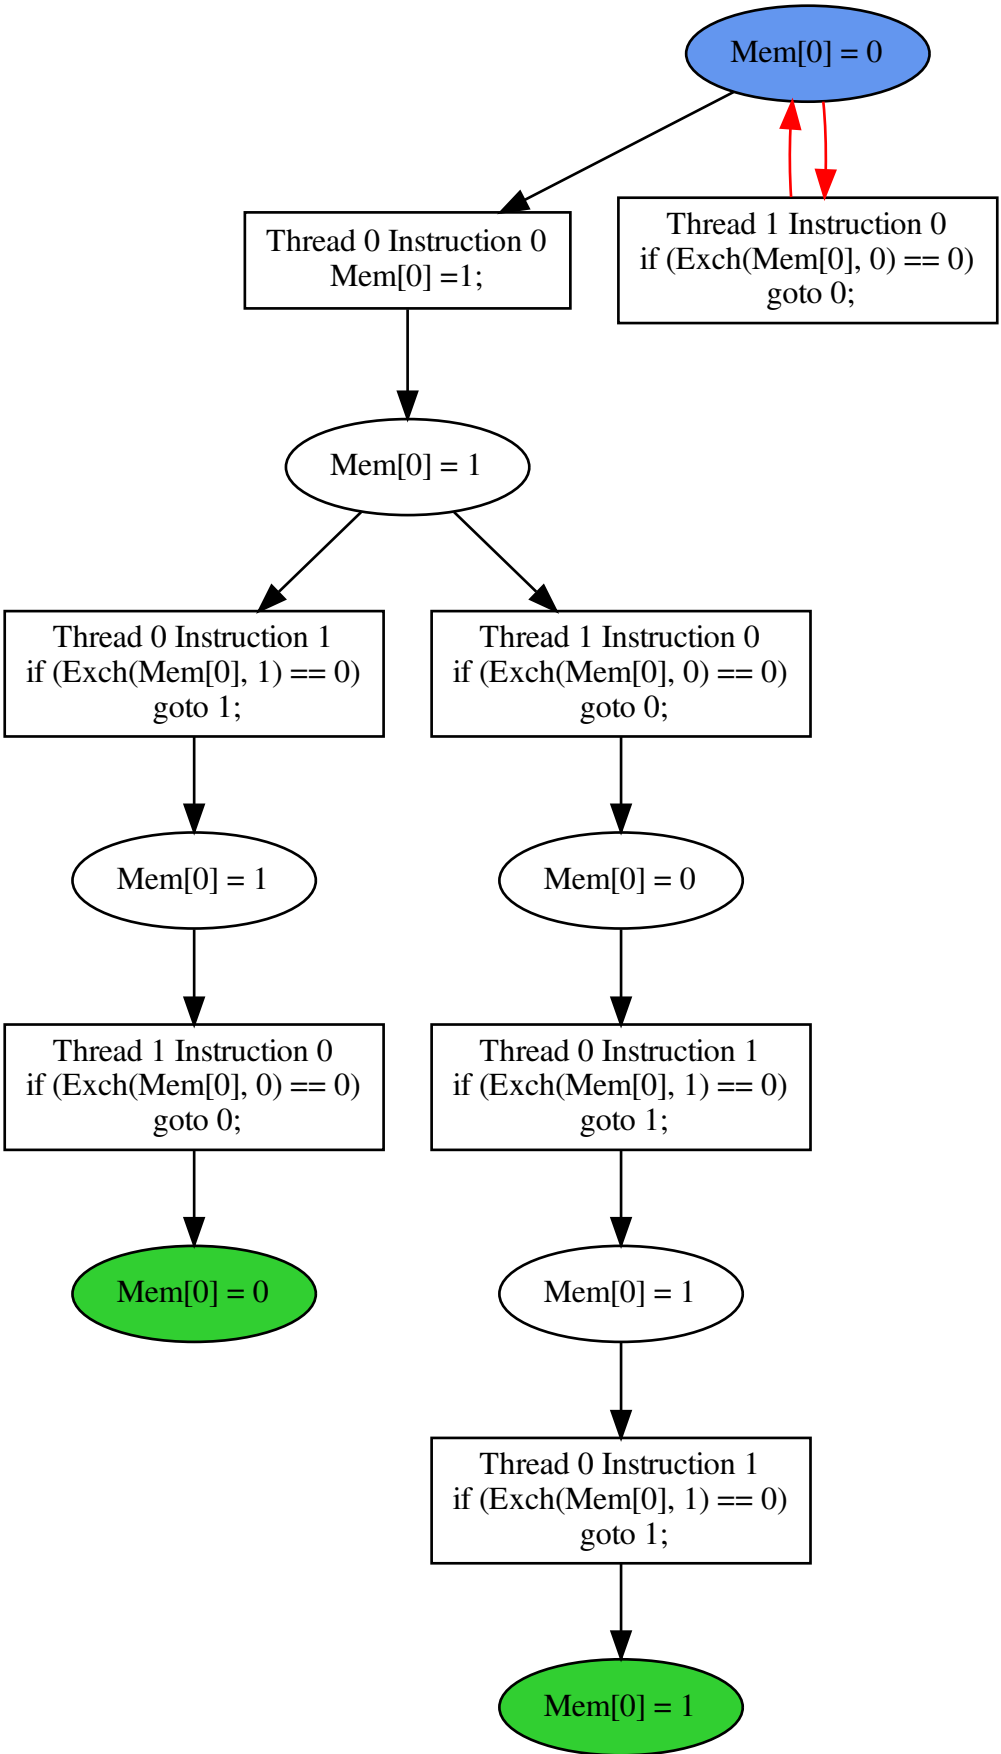 Mem[0] = 0
Thread 0 Instruction 0
Mem[0] =1;
Thread 1 Instruction 0
if (Exch(Mem[0], 0) == 0)
goto 0;
Mem[0] = 1
Thread 0 Instruction 1
if (Exch(Mem[0], 1) == 0)
goto 1;
Thread 1 Instruction 0
if (Exch(Mem[0], 0) == 0)
goto 0;
Mem[0] = 1
Mem[0] = 0
Thread 1 Instruction 0
if (Exch(Mem[0], 0) == 0)
goto 0;
Thread 0 Instruction 1
if (Exch(Mem[0], 1) == 0)
goto 1;
Mem[0] = 0
Mem[0] = 1
Thread 0 Instruction 1
if (Exch(Mem[0], 1) == 0)
goto 1;
Mem[0] = 1